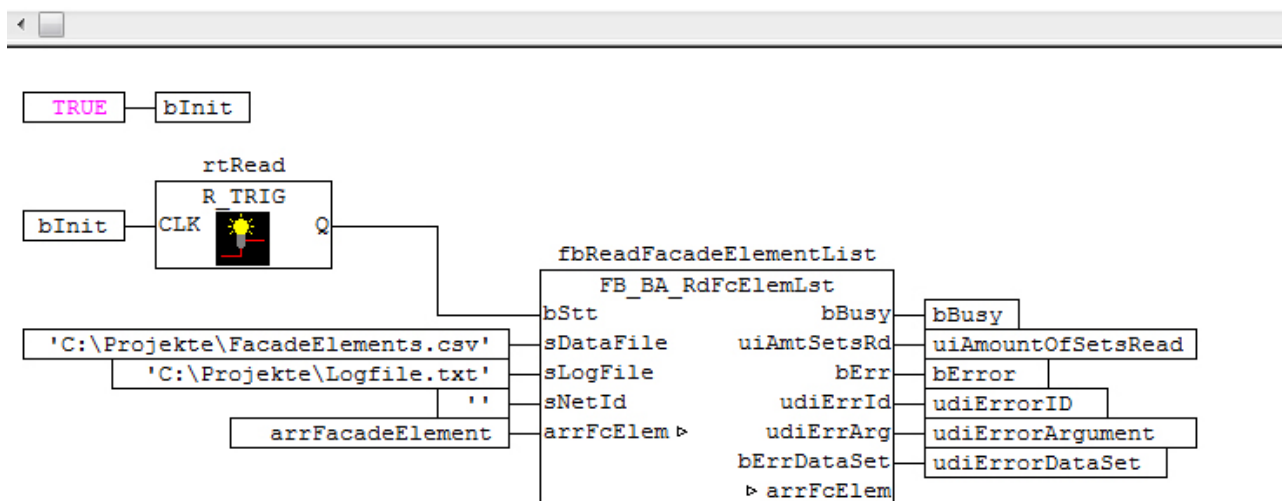 TRUE bInit
rtRead
R_TRIG
bInit CLK Q
fbReadFacadeElementList
FB_BA_RdFcElemLst
bStt bBusy bBusy
'C:\Projekte\FacadeElements.csv' sDataFile uiAmtSetsRd uiAmountOfSetsRead
'C:\Projekte\Logfile.txt' sLogFile bErr bError
'' sNetId udiErrId udiErrorID
arrFacadeElement arrFcElem ▹ udiErrArg udiErrorArgument
bErrDataSet udiErrorDataSet
▹ arrFcElem